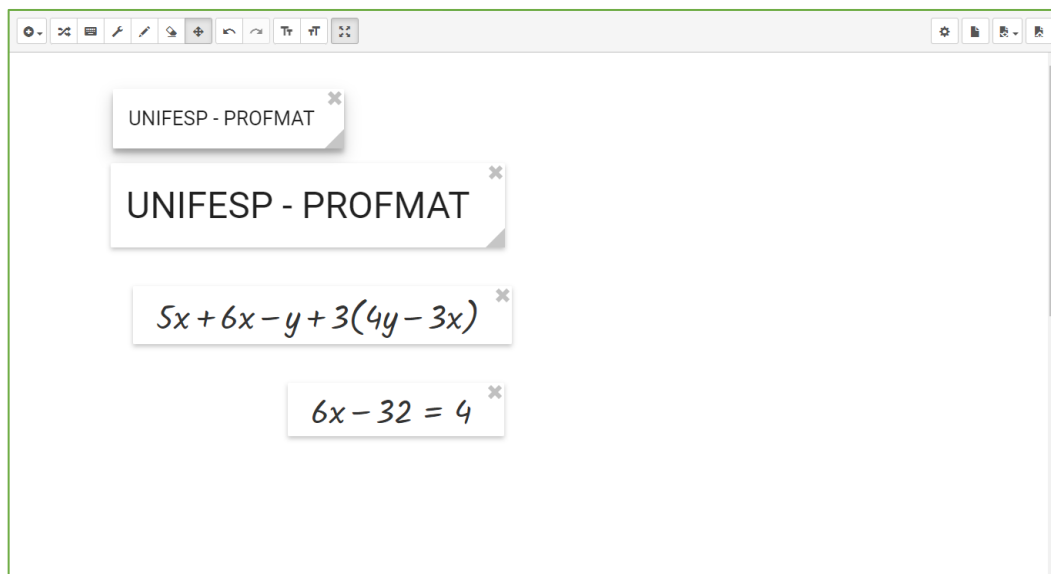 UNIFESP - PROFMAT
UNIFESP - PROFMAT
5x + 6x − y + 3(4y − 3x)
6x − 32 = 4